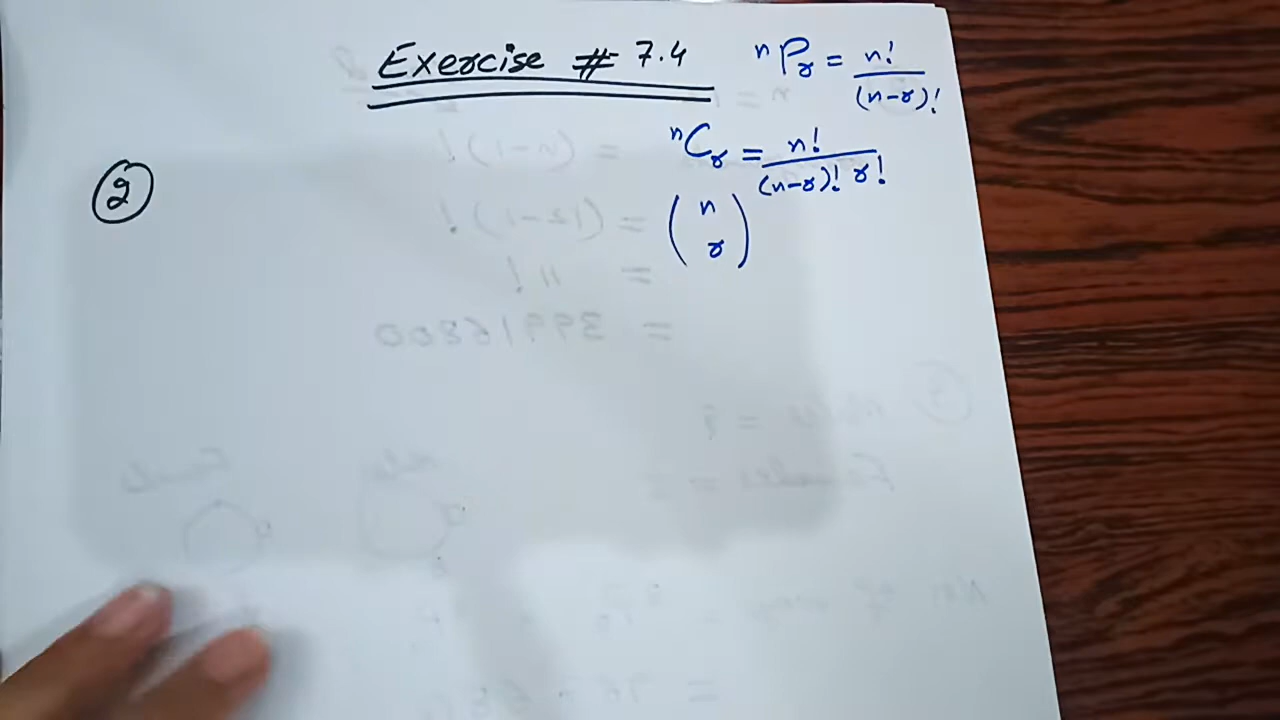 Exercise # 7.4
ⁿPr = n!/(n-r)!
ⁿCr = n!/(n-r)! r!
= (n r)
②